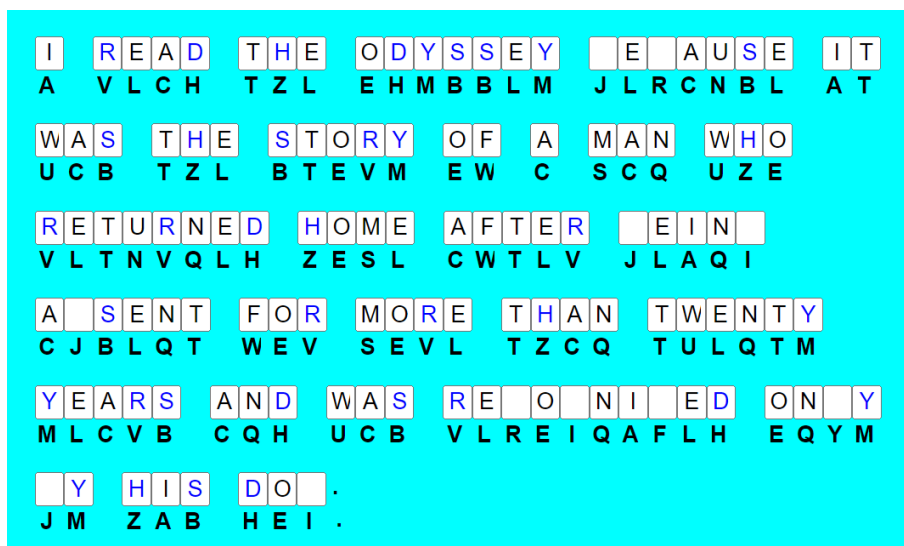 I READ THE ODYSSEY  E AUSE IT
A VLCH TZL EHMBBLM JLRCNBL AT
WAS THE STORY OF A MAN WHO
UCB TZL BTEVM EW C SCQ UZE
RETURNED HOME AFTER  EIN 
VLTNVQLH ZESL CWTLV JLAQI
A SENT FOR MORE THAN TWENTY
CJBLQT WEV SEVL TZCQ TULQTM
YEARS AND WAS RE O NI ED ON Y
MLCVB CQH UCB VLREIQAFLH EQYM
 Y HIS DO .
JM ZAB HEI.